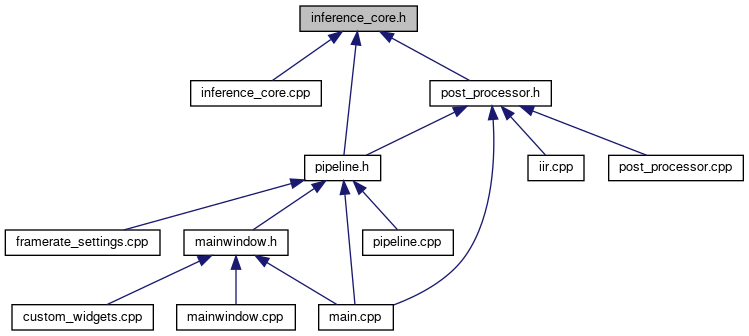 inference_core.h
inference_core.cpp
post_processor.h
pipeline.h
iir.cpp
post_processor.cpp
framerate_settings.cpp
mainwindow.h
pipeline.cpp
custom_widgets.cpp
mainwindow.cpp
main.cpp